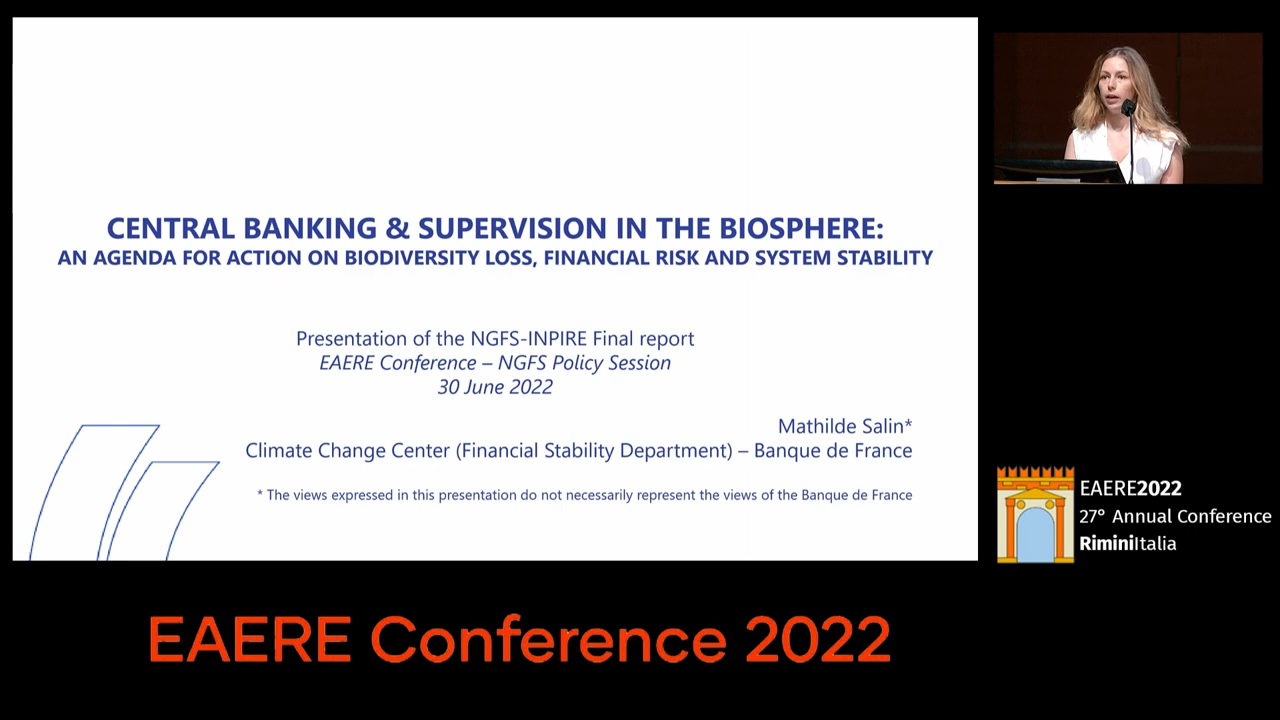 CENTRAL BANKING & SUPERVISION IN THE BIOSPHERE:
AN AGENDA FOR ACTION ON BIODIVERSITY LOSS, FINANCIAL RISK AND SYSTEM STABILITY
Presentation of the NGFS-INPIRE Final report
EAERE Conference – NGFS Policy Session
30 June 2022
Mathilde Salin*
Climate Change Center (Financial Stability Department) – Banque de France
* The views expressed in this presentation do not necessarily represent the views of the Banque de France
EAERE2022
27° Annual Conference
RiminiItalia
EAERE Conference 2022